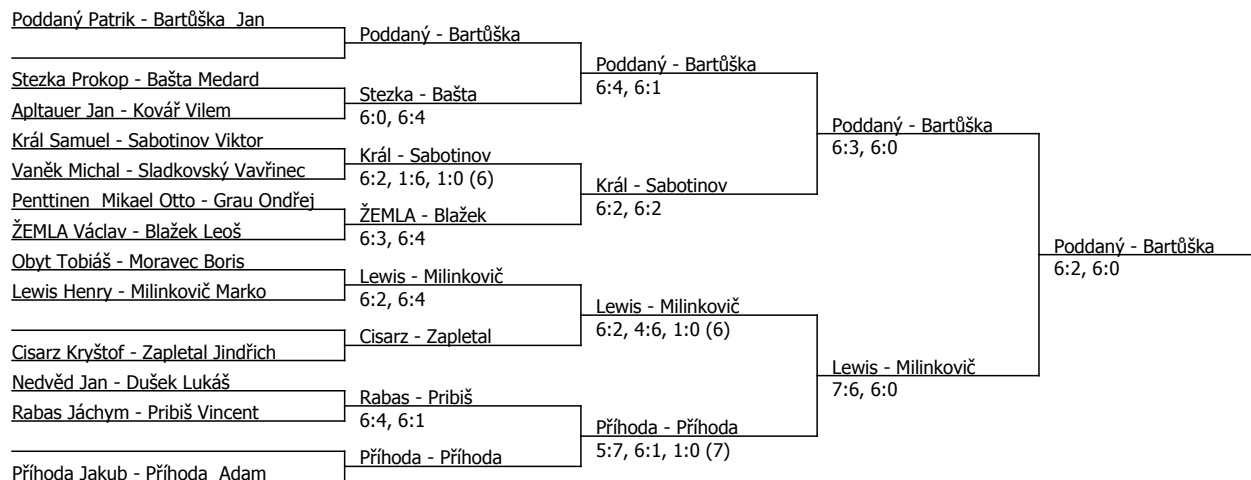 Poddaný Patrik - Bartůška  Jan
Poddaný - Bartůška
Poddaný - Bartůška
6:4, 6:1
Stezka Prokop - Bašta Medard
Stezka - Bašta
6:0, 6:4
Apltauer Jan - Kovář Vilem
Poddaný - Bartůška
6:3, 6:0
Král Samuel - Sabotinov Viktor
Král - Sabotinov
6:2, 1:6, 1:0 (6)
Vaněk Michal - Sladkovský Vavřinec
Král - Sabotinov
6:2, 6:2
Penttinen  Mikael Otto - Grau Ondřej
ŽEMLA - Blažek
6:3, 6:4
ŽEMLA Václav - Blažek Leoš
Poddaný - Bartůška
6:2, 6:0
Obyt Tobiáš - Moravec Boris
Lewis - Milinkovič
6:2, 6:4
Lewis Henry - Milinkovič Marko
Lewis - Milinkovič
6:2, 4:6, 1:0 (6)
Cisarz - Zapletal
Cisarz Kryštof - Zapletal Jindřich
Lewis - Milinkovič
7:6, 6:0
Nedvěd Jan - Dušek Lukáš
Rabas - Pribiš
6:4, 6:1
Rabas Jáchym - Pribiš Vincent
Příhoda - Příhoda
5:7, 6:1, 1:0 (7)
Příhoda - Příhoda
Příhoda Jakub - Příhoda  Adam